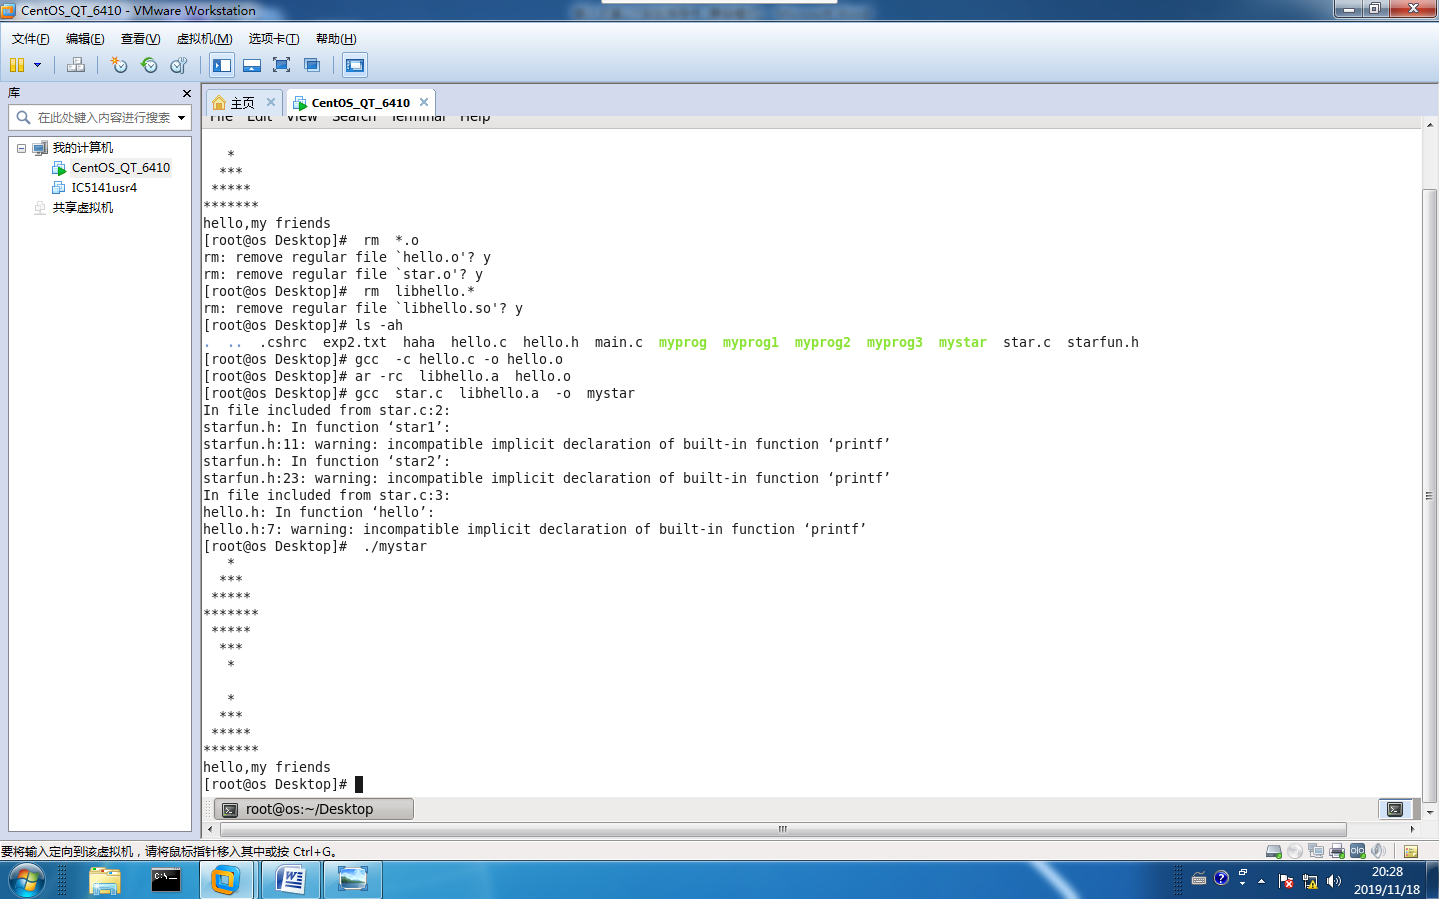 CentOS_QT_6410 - VMware Workstation
文件(F) 编辑(E) 查看(V) 虚拟机(M) 选项卡(T) 帮助(H)
库
主页
CentOS_QT_6410
在此处键入内容进行搜索
File Edit View Search Terminal Help
我的计算机
CentOS_QT_6410
IC5141usr4
共享虚拟机
   *
  ***
 *****
*******
hello,my friends
[root@os Desktop]#  rm  *.o
rm: remove regular file `hello.o'? y
rm: remove regular file `star.o'? y
[root@os Desktop]#  rm  libhello.*
rm: remove regular file `libhello.so'? y
[root@os Desktop]# ls -ah
.  ..  .cshrc  exp2.txt  haha  hello.c  hello.h  main.c  myprog  myprog1  myprog2  myprog3  mystar  star.c  starfun.h
[root@os Desktop]# gcc  -c hello.c -o hello.o
[root@os Desktop]# ar -rc  libhello.a  hello.o
[root@os Desktop]# gcc  star.c  libhello.a  -o  mystar
In file included from star.c:2:
starfun.h: In function ‘star1’:
starfun.h:11: warning: incompatible implicit declaration of built-in function ‘printf’
starfun.h: In function ‘star2’:
starfun.h:23: warning: incompatible implicit declaration of built-in function ‘printf’
In file included from star.c:3:
hello.h: In function ‘hello’:
hello.h:7: warning: incompatible implicit declaration of built-in function ‘printf’
[root@os Desktop]#  ./mystar
   *
  ***
 *****
*******
 *****
  ***
   *
   *
  ***
 *****
*******
hello,my friends
[root@os Desktop]#
root@os:~/Desktop
要将输入定向到该虚拟机，请将鼠标指针移入其中或按 Ctrl+G。
20:28
2019/11/18